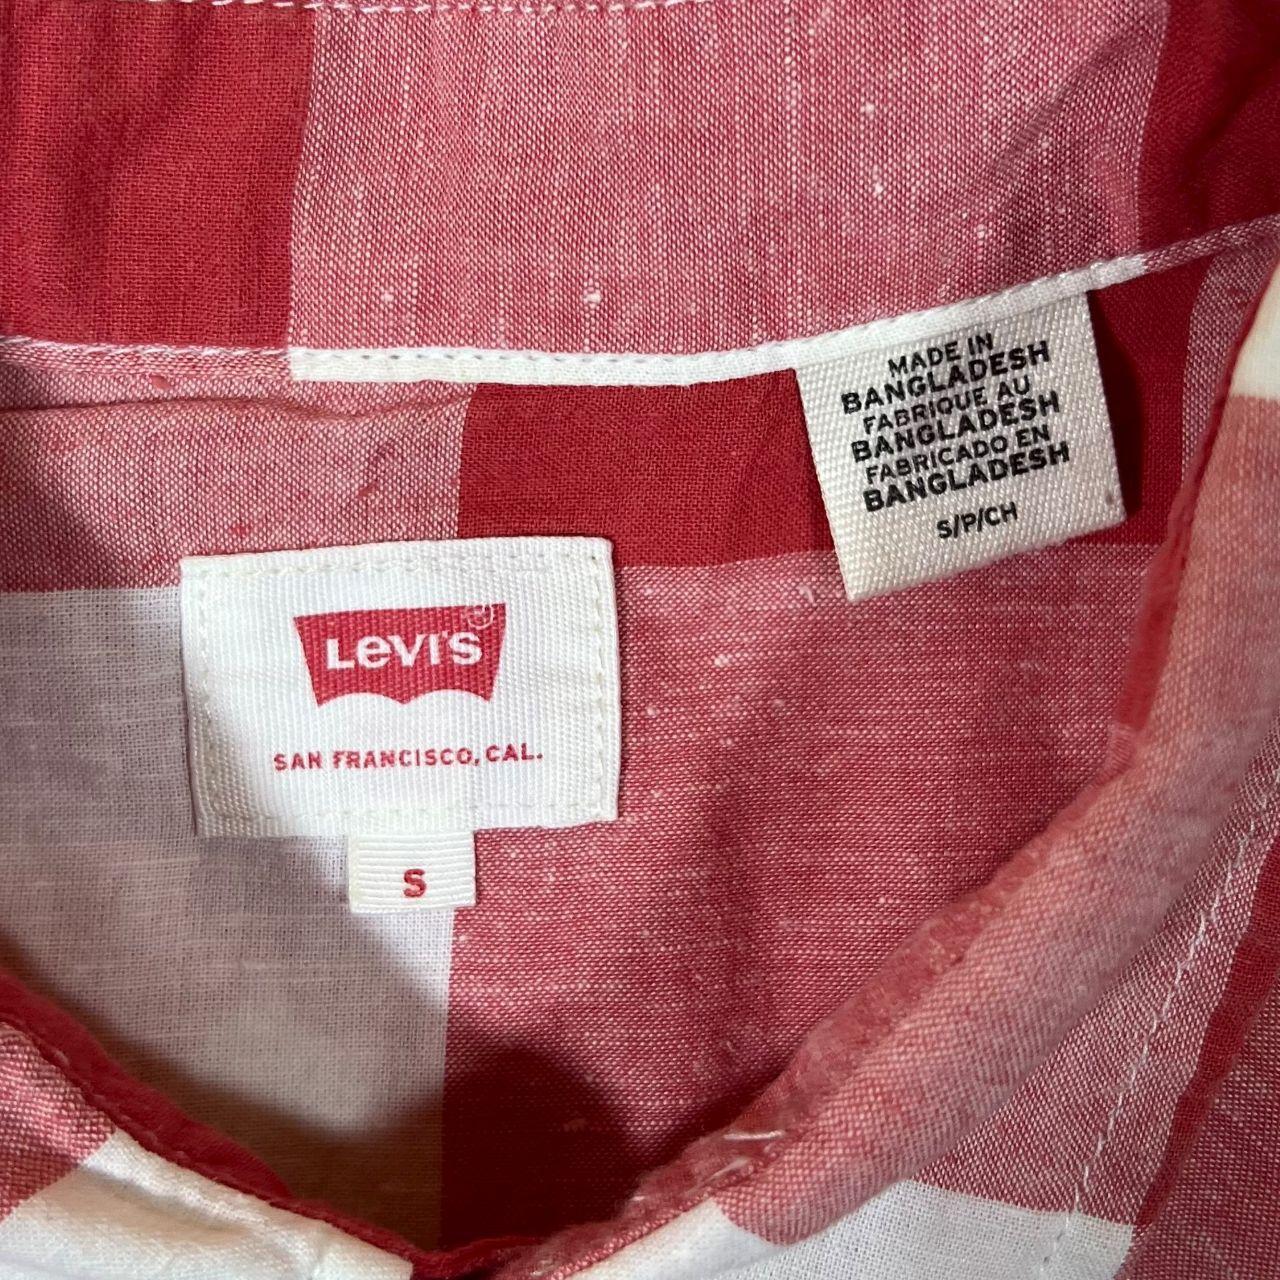 MADE IN
BANGLADESH
FABRIQUE AU
BANGLADESH
FABRICADO EN
BANGLADESH
S/P/CH
LEVI'S
SAN FRANCISCO, CAL.
S